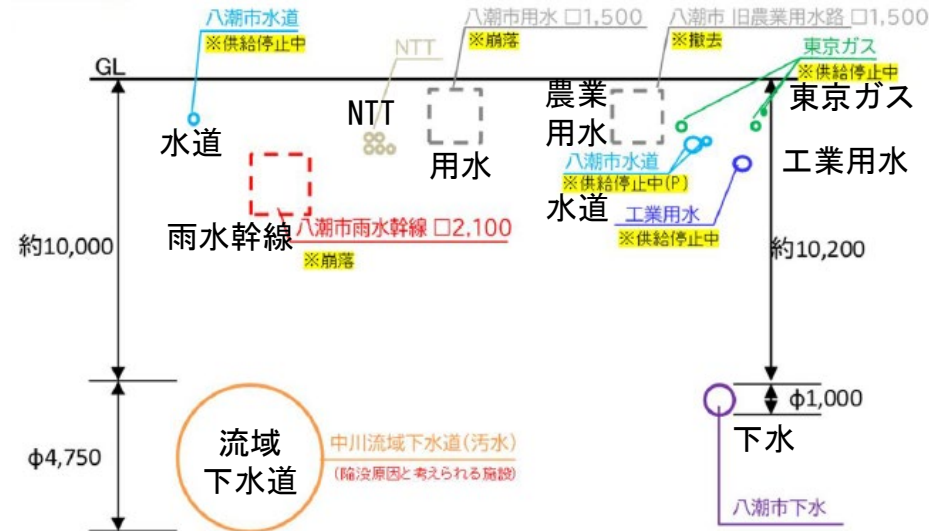 八潮市水道
※供給停止中
八潮市用水 □1,500
※崩落
八潮市 旧農業用水路 □1,500
※撤去
NTT
東京ガス
※供給停止中
GL
水道
NTT
用水
農業
用水
東京ガス
八潮市水道
※供給停止中(P)
工業用水
水道
工業用水
※供給停止中
雨水幹線
八潮市雨水幹線 □2,100
※崩落
約10,000
約10,200
φ1,000
流域
下水道
中川流域下水道(汚水)
(陥没原因と考えられる施設)
下水
φ4,750
八潮市下水